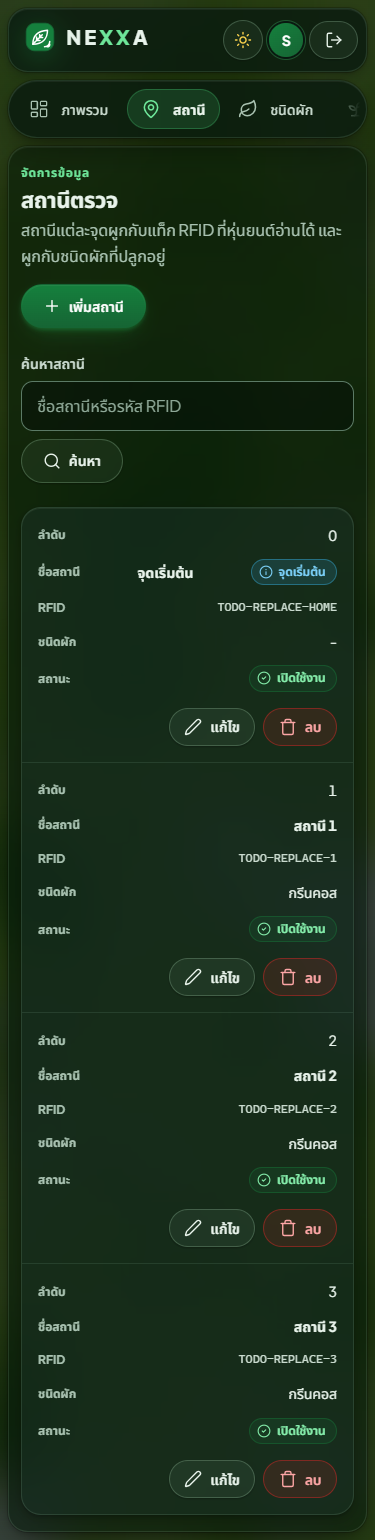 NEXXA
S
ภาพรวม
สถานี
ชนิดผัก
จัดการข้อมูล
สถานีตรวจ
สถานีแต่ละจุดผูกกับแท็ก RFID ที่หุ่นยนต์อ่านได้ และ
ผูกกับชนิดผักที่ปลูกอยู่
เพิ่มสถานี
ค้นหาสถานี
ชื่อสถานีหรือรหัส RFID
ค้นหา
ลำดับ 0
ชื่อสถานี จุดเริ่มต้น จุดเริ่มต้น
RFID TODO-REPLACE-HOME
ชนิดผัก -
สถานะ เปิดใช้งาน
แก้ไข ลบ
ลำดับ 1
ชื่อสถานี สถานี 1
RFID TODO-REPLACE-1
ชนิดผัก กรีนคอส
สถานะ เปิดใช้งาน
แก้ไข ลบ
ลำดับ 2
ชื่อสถานี สถานี 2
RFID TODO-REPLACE-2
ชนิดผัก กรีนคอส
สถานะ เปิดใช้งาน
แก้ไข ลบ
ลำดับ 3
ชื่อสถานี สถานี 3
RFID TODO-REPLACE-3
ชนิดผัก กรีนคอส
สถานะ เปิดใช้งาน
แก้ไข ลบ